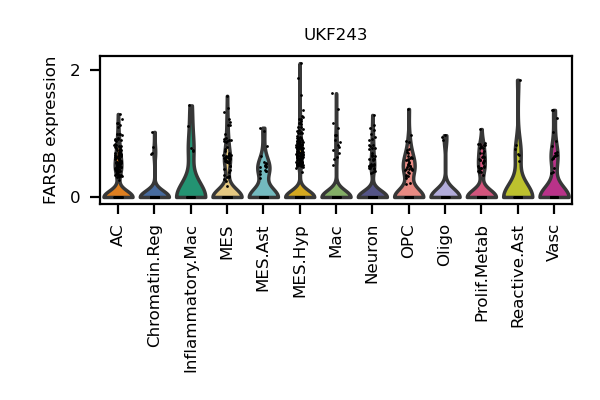 UKF243
FARSB expression
2
0
AC
Chromatin.Reg
Inflammatory.Mac
MES
MES.Ast
MES.Hyp
Mac
Neuron
OPC
Oligo
Prolif.Metab
Reactive.Ast
Vasc